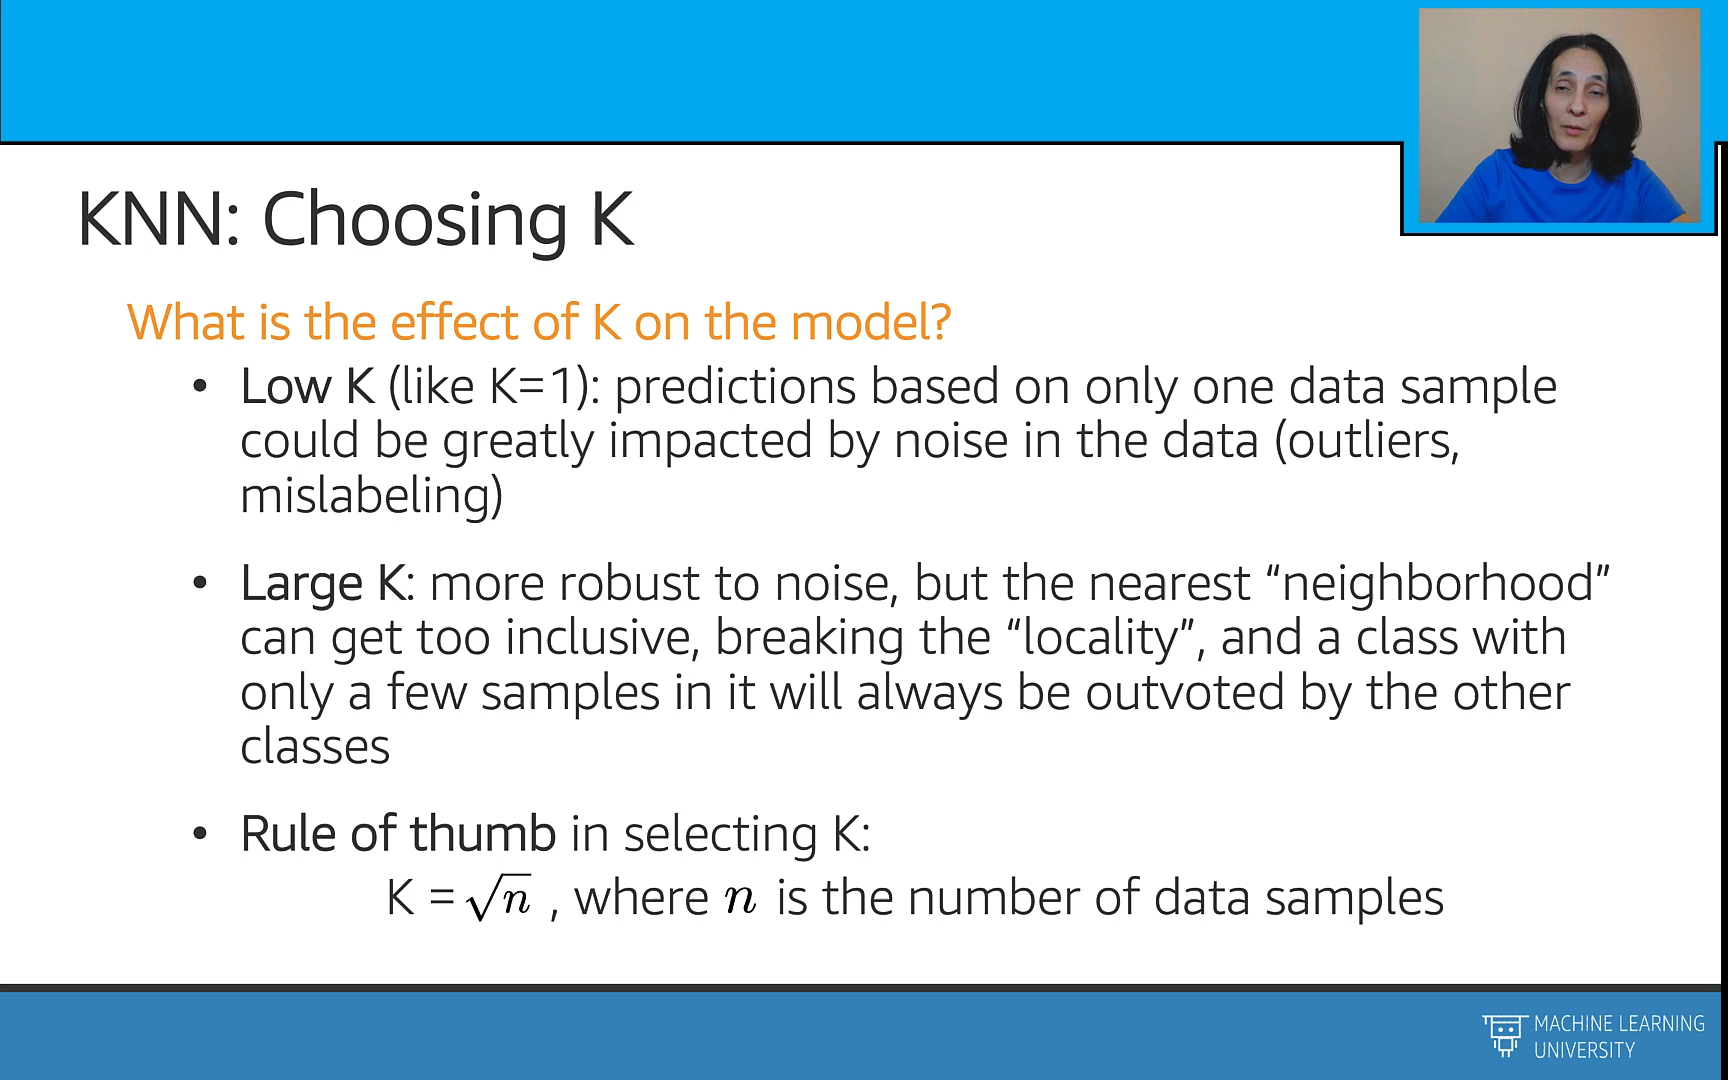 KNN: Choosing K
What is the effect of K on the model?
• Low K (like K=1): predictions based on only one data sample
could be greatly impacted by noise in the data (outliers,
mislabeling)
• Large K: more robust to noise, but the nearest “neighborhood”
can get too inclusive, breaking the “locality”, and a class with
only a few samples in it will always be outvoted by the other
classes
• Rule of thumb in selecting K:
K = √n , where n is the number of data samples
MACHINE LEARNING
UNIVERSITY